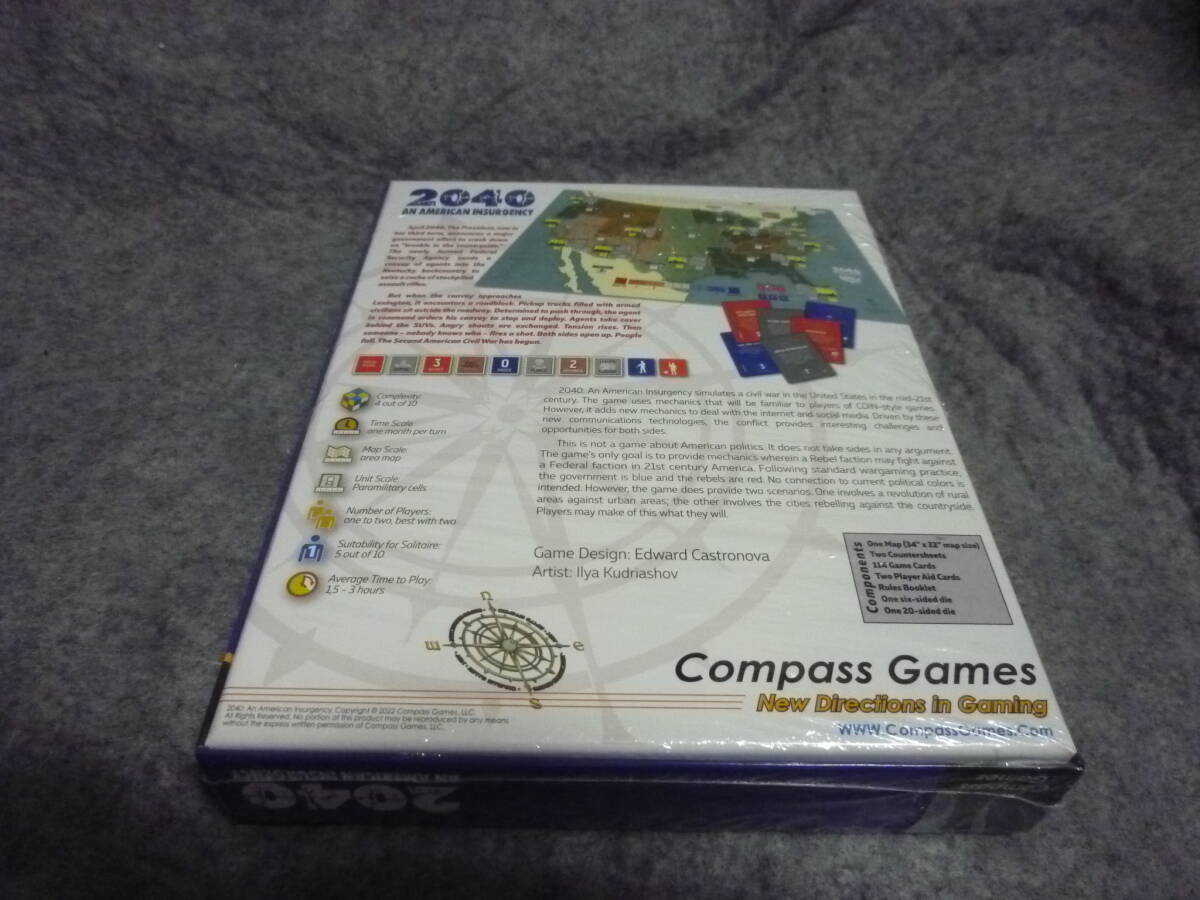 2040
AN AMERICAN INSURGENCY
April 2040. The President, now in
her third term, announces a major
government effort to crack down
on "trouble in the countryside."
The newly formed Federal
Security Agency sends a
convoy of agents into the
Kentucky backcountry to
seize a cache of stockpiled
assault rifles.
But when the convoy approaches
Lexington, it encounters a roadblock. Pickup trucks filled with armed
civilians sit astride the roadway. Determined to push through, the agent
in command orders his convoy to stop and deploy. Agents take cover
behind the SUVs. Angry shouts are exchanged. Tension rises. Then
someone - nobody knows who - fires a shot. Both sides open up. People
fall. The Second American Civil War has begun.
3
0
2
Complexity:
4 out of 10
Time Scale:
one month per turn
Map Scale:
area map
Unit Scale:
Paramilitary cells
Number of Players:
one to two, best with two
Suitability for Solitaire:
5 out of 10
Average Time to Play:
1,5 - 3 hours
2040: An American Insurgency simulates a civil war in the United States in the mid-21st
century. The game uses mechanics that will be familiar to players of COIN-style games.
However, it adds new mechanics to deal with the internet and social media. Driven by these
new communications technologies, the conflict provides interesting challenges and
opportunities for both sides.
This is not a game about American politics. It does not take sides in any argument.
The game's only goal is to provide mechanics wherein a Rebel faction may fight against
a Federal faction in 21st century America. Following standard wargaming practice,
the government is blue and the rebels are red. No connection to current political colors is
intended. However, the game does provide two scenarios. One involves a revolution of rural
areas against urban areas; the other involves the cities rebelling against the countryside.
Players may make of this what they will.
Game Design: Edward Castronova
Artist: Ilya Kudriashov
Components
One Map (34" x 22" map size)
Two Countersheets
114 Game Cards
Two Player Aid Cards
Rules Booklet
One six-sided die
One 20-sided die
n
w
e
s
Compass Games
New Directions in Gaming
WWW.CompassGames.Com
2040: An American Insurgency. Copyright © 2022 Compass Games, LLC.
All Rights Reserved. No portion of this product may be reproduced by any means
without the express written permission of Compass Games, LLC.
2040
AN AMERICAN INSURGENCY